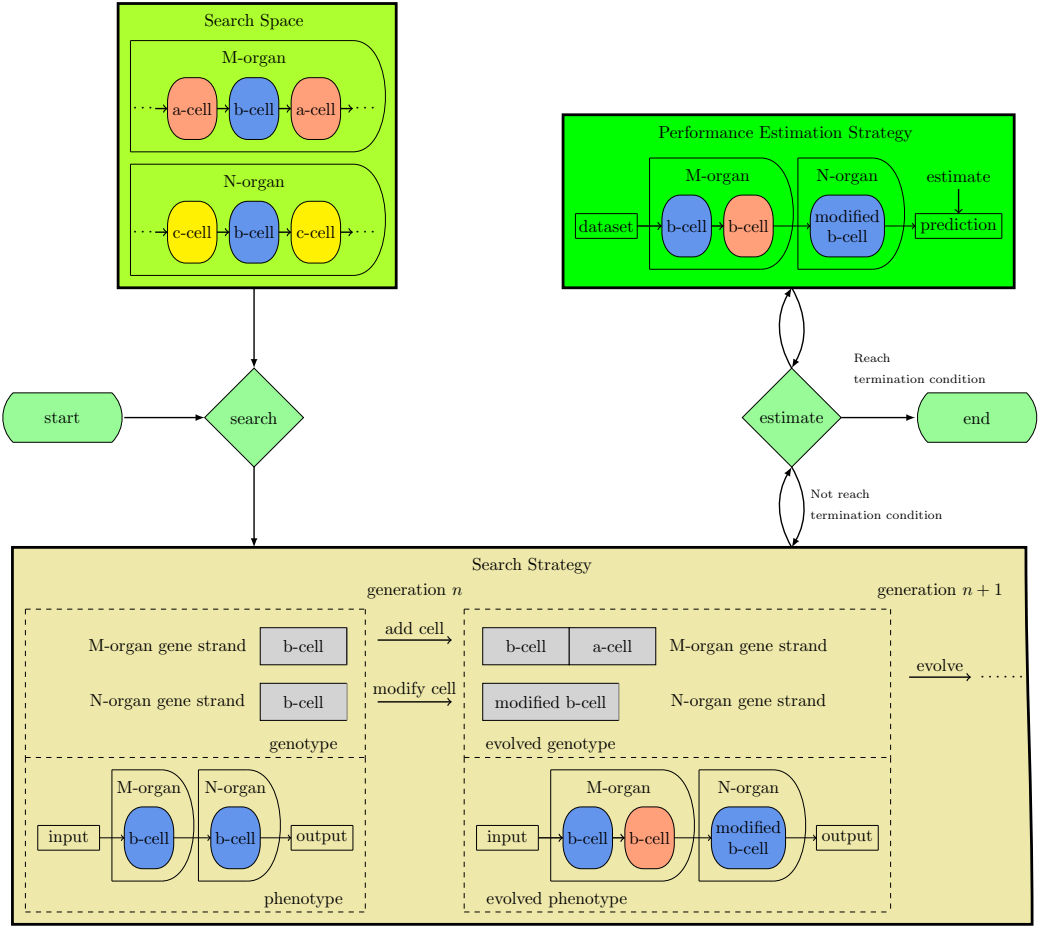 Search Space
M-organ
··· a-cell b-cell a-cell ···
N-organ
··· c-cell b-cell c-cell ···
Performance Estimation Strategy
M-organ N-organ
estimate
dataset b-cell b-cell modified b-cell prediction
start
search
estimate
Reach
termination condition
end
Not reach
termination condition
Search Strategy
generation n
generation n + 1
M-organ gene strand b-cell
add cell
b-cell a-cell M-organ gene strand
N-organ gene strand b-cell
modify cell
modified b-cell N-organ gene strand
evolve ······
genotype
evolved genotype
M-organ N-organ
input b-cell b-cell output
phenotype
M-organ N-organ
input b-cell b-cell modified b-cell output
evolved phenotype